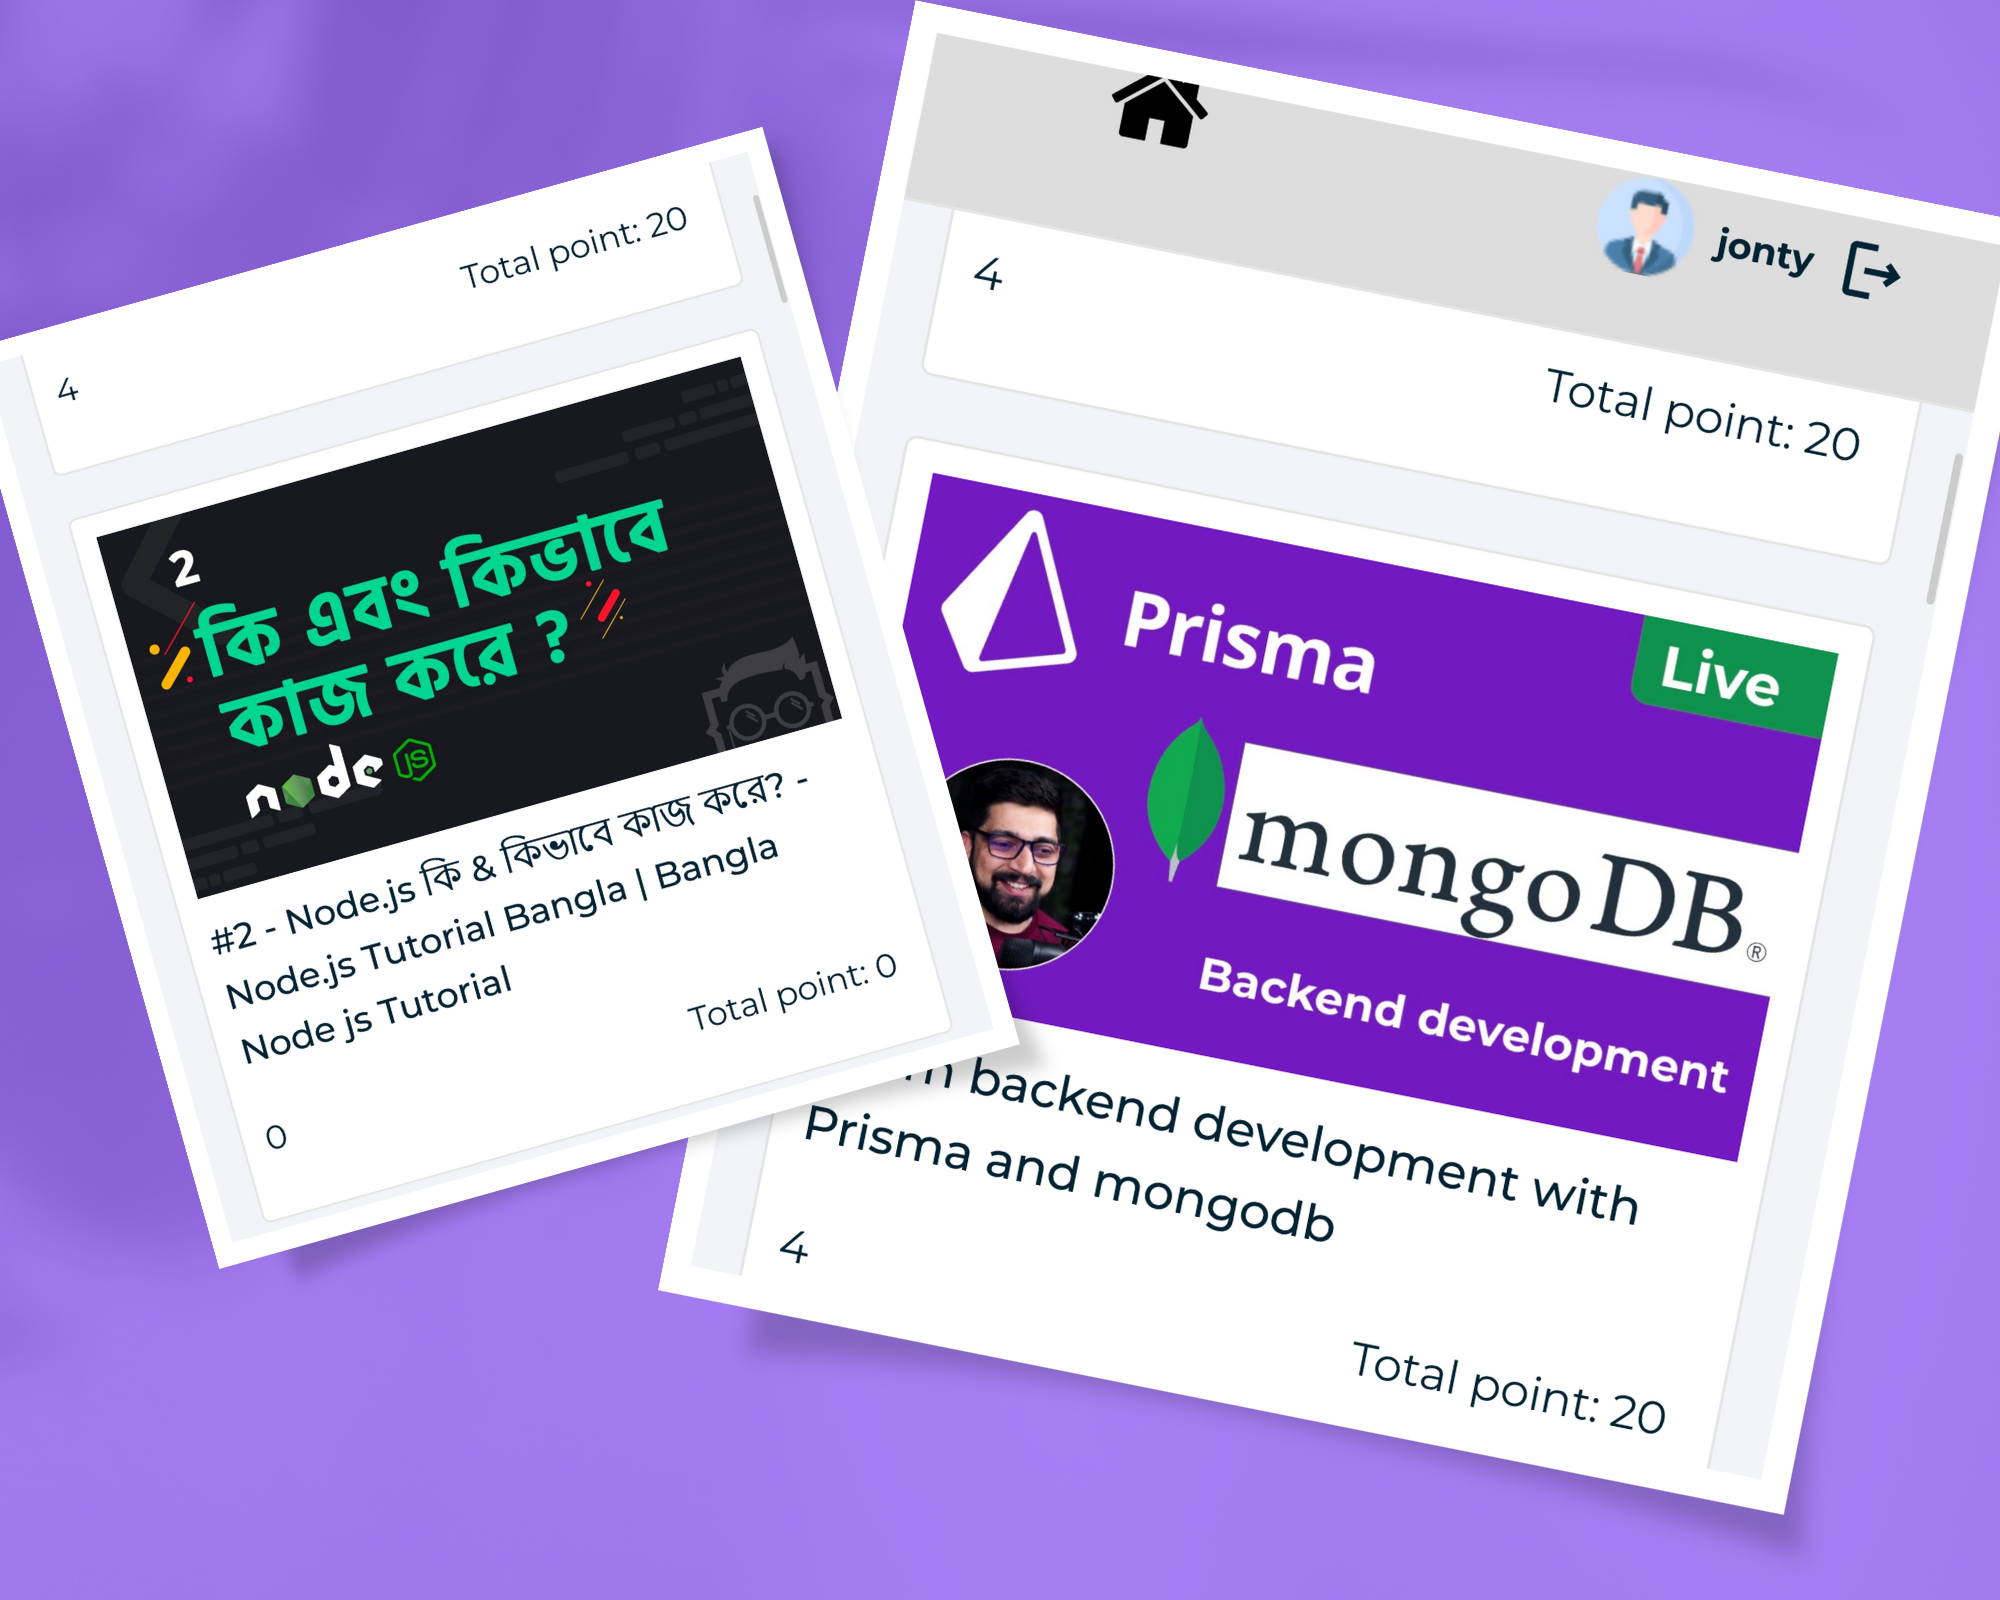 Total point: 20
4
2
কি এবং কিভাবে
কাজ করে ?
node JS
#2 - Node.js কি & কিভাবে কাজ করে? -
Node.js Tutorial Bangla | Bangla
Node js Tutorial
Total point: 0
0
jonty
4
Total point: 20
Prisma
Live
mongoDB®
Backend development
backend development with
Prisma and mongodb
4
Total point: 20